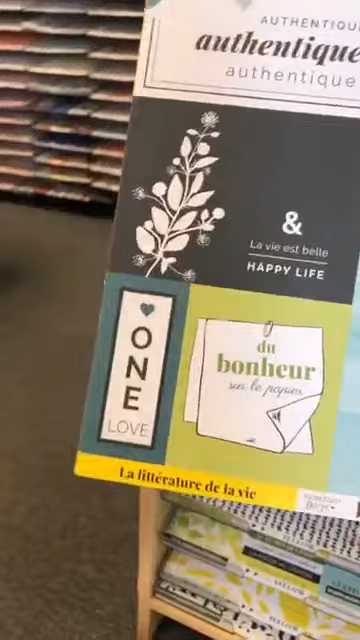 AUTHENTIQUE
authentique
authentique
&
La vie est belle
HAPPY LIFE
du
bonheur
sur le papier
ONE
LOVE
La littérature de la vie